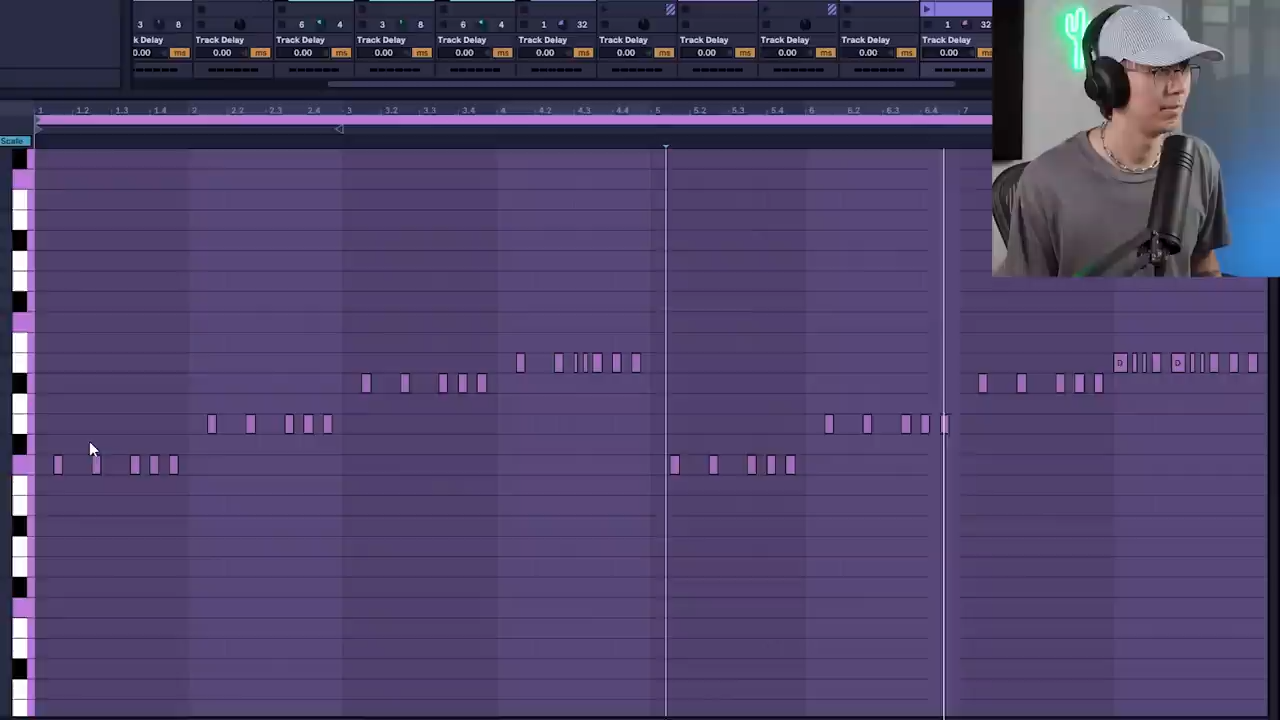 3 8 6 4 3 8 6 4 1 32 1 32
k Delay Track Delay Track Delay Track Delay Track Delay Track Delay Track Delay Track Delay Track Delay Track Delay Track Delay
0.00 ms 0.00 ms 0.00 ms 0.00 ms 0.00 ms 0.00 ms 0.00 ms 0.00 ms 0.00 ms 0.00 ms 0.00 ms
1 1.2 1.3 1.4 2 2.2 2.3 2.4 3 3.2 3.3 3.4 4 4.2 4.3 4.4 5 5.2 5.3 5.4 6 6.2 6.3 6.4 7
Scale
D D